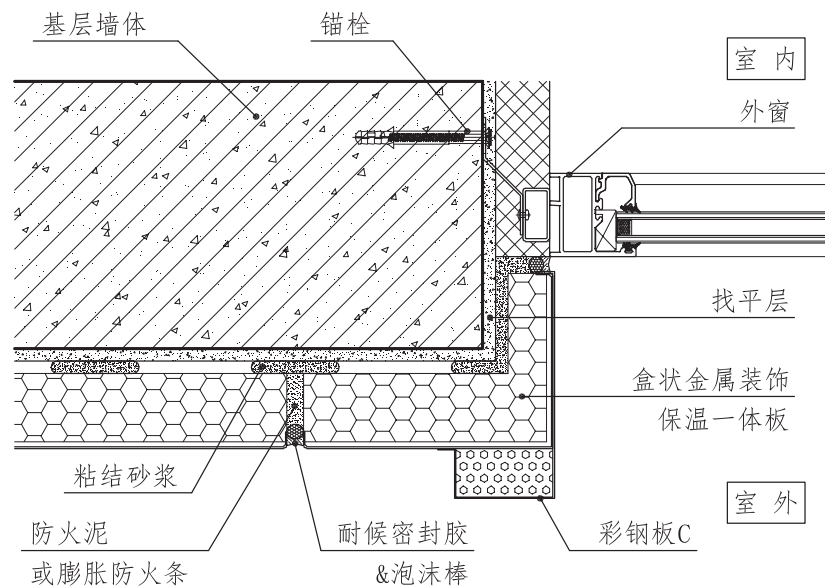 基层墙体
锚栓
室内
外窗
找平层
盒状金属装饰
保温一体板
粘结砂浆
室外
防火泥
或膨胀防火条
耐候密封胶
&泡沫棒
彩钢板C